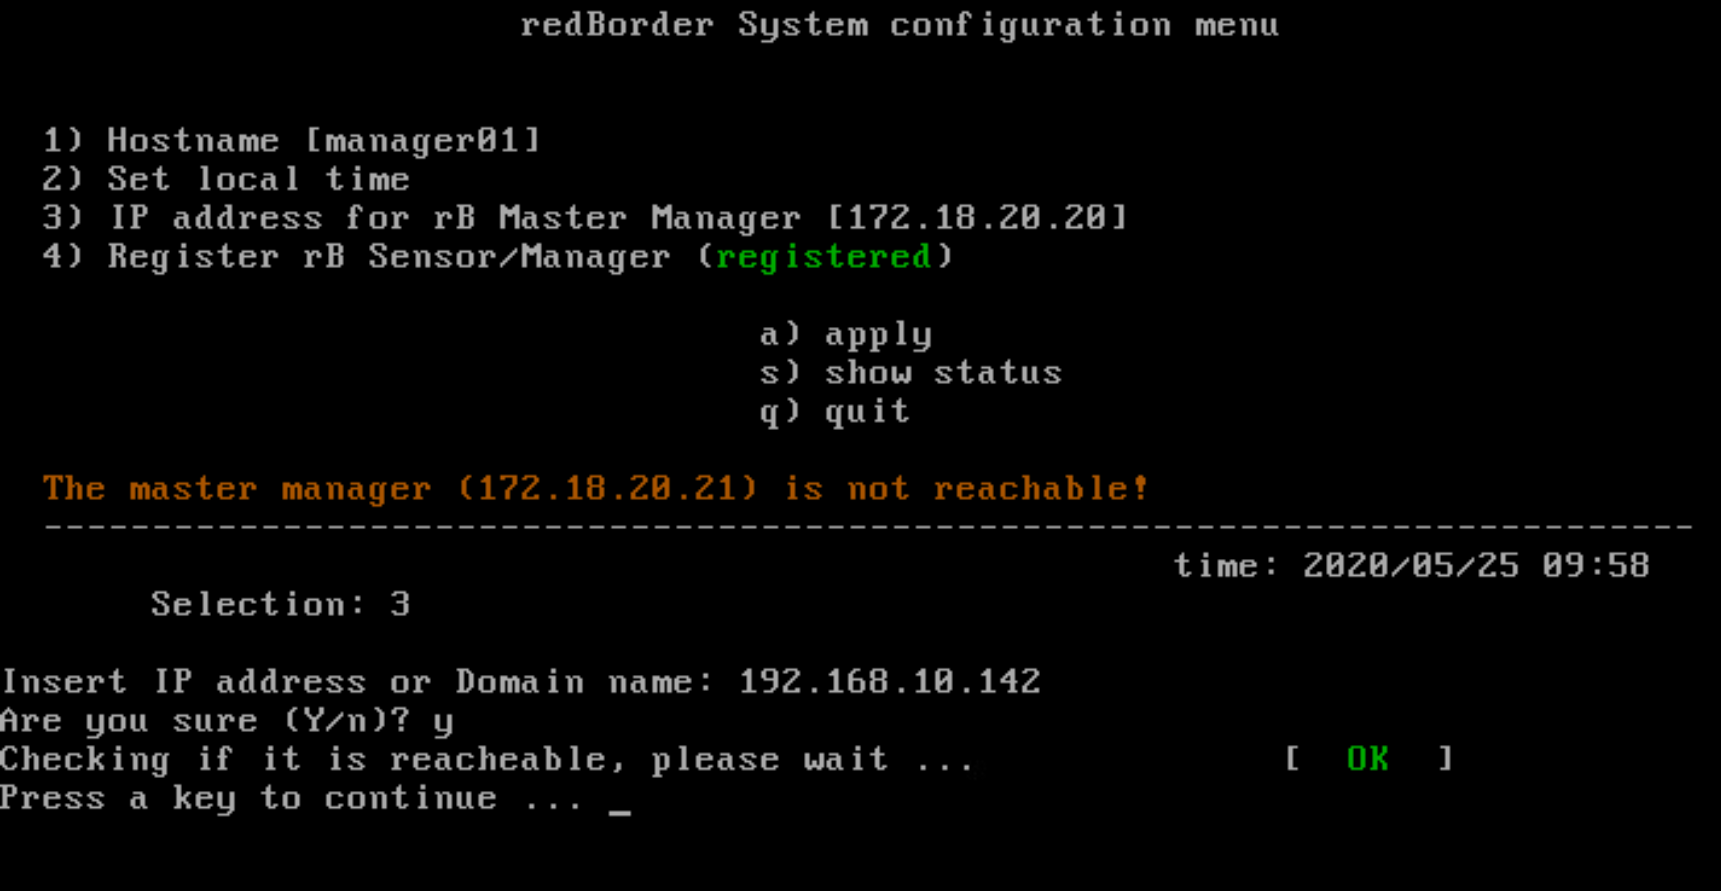 redBorder System configuration menu
1) Hostname [manager01]
2) Set local time
3) IP address for rB Master Manager [172.18.20.20]
4) Register rB Sensor/Manager (registered)
a) apply
s) show status
q) quit
The master manager (172.18.20.21) is not reachable!
-----------------------------------------------------------------------------
time: 2020/05/25 09:58
Selection: 3
Insert IP address or Domain name: 192.168.10.142
Are you sure (Y/n)? y
Checking if it is reacheable, please wait ... [ OK ]
Press a key to continue ... _